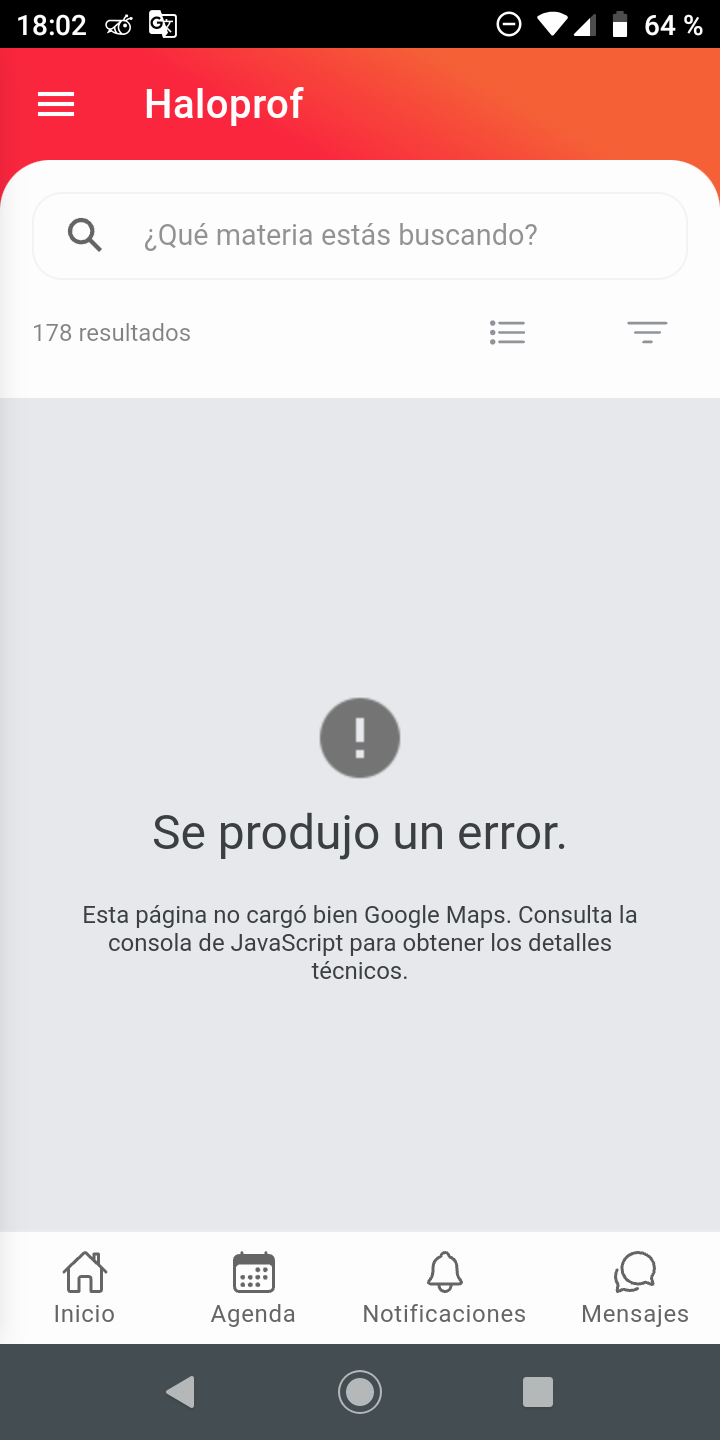 18:02
64 %
Haloprof
¿Qué materia estás buscando?
178 resultados
Se produjo un error.
Esta página no cargó bien Google Maps. Consulta la
consola de JavaScript para obtener los detalles
técnicos.
Inicio
Agenda
Notificaciones
Mensajes